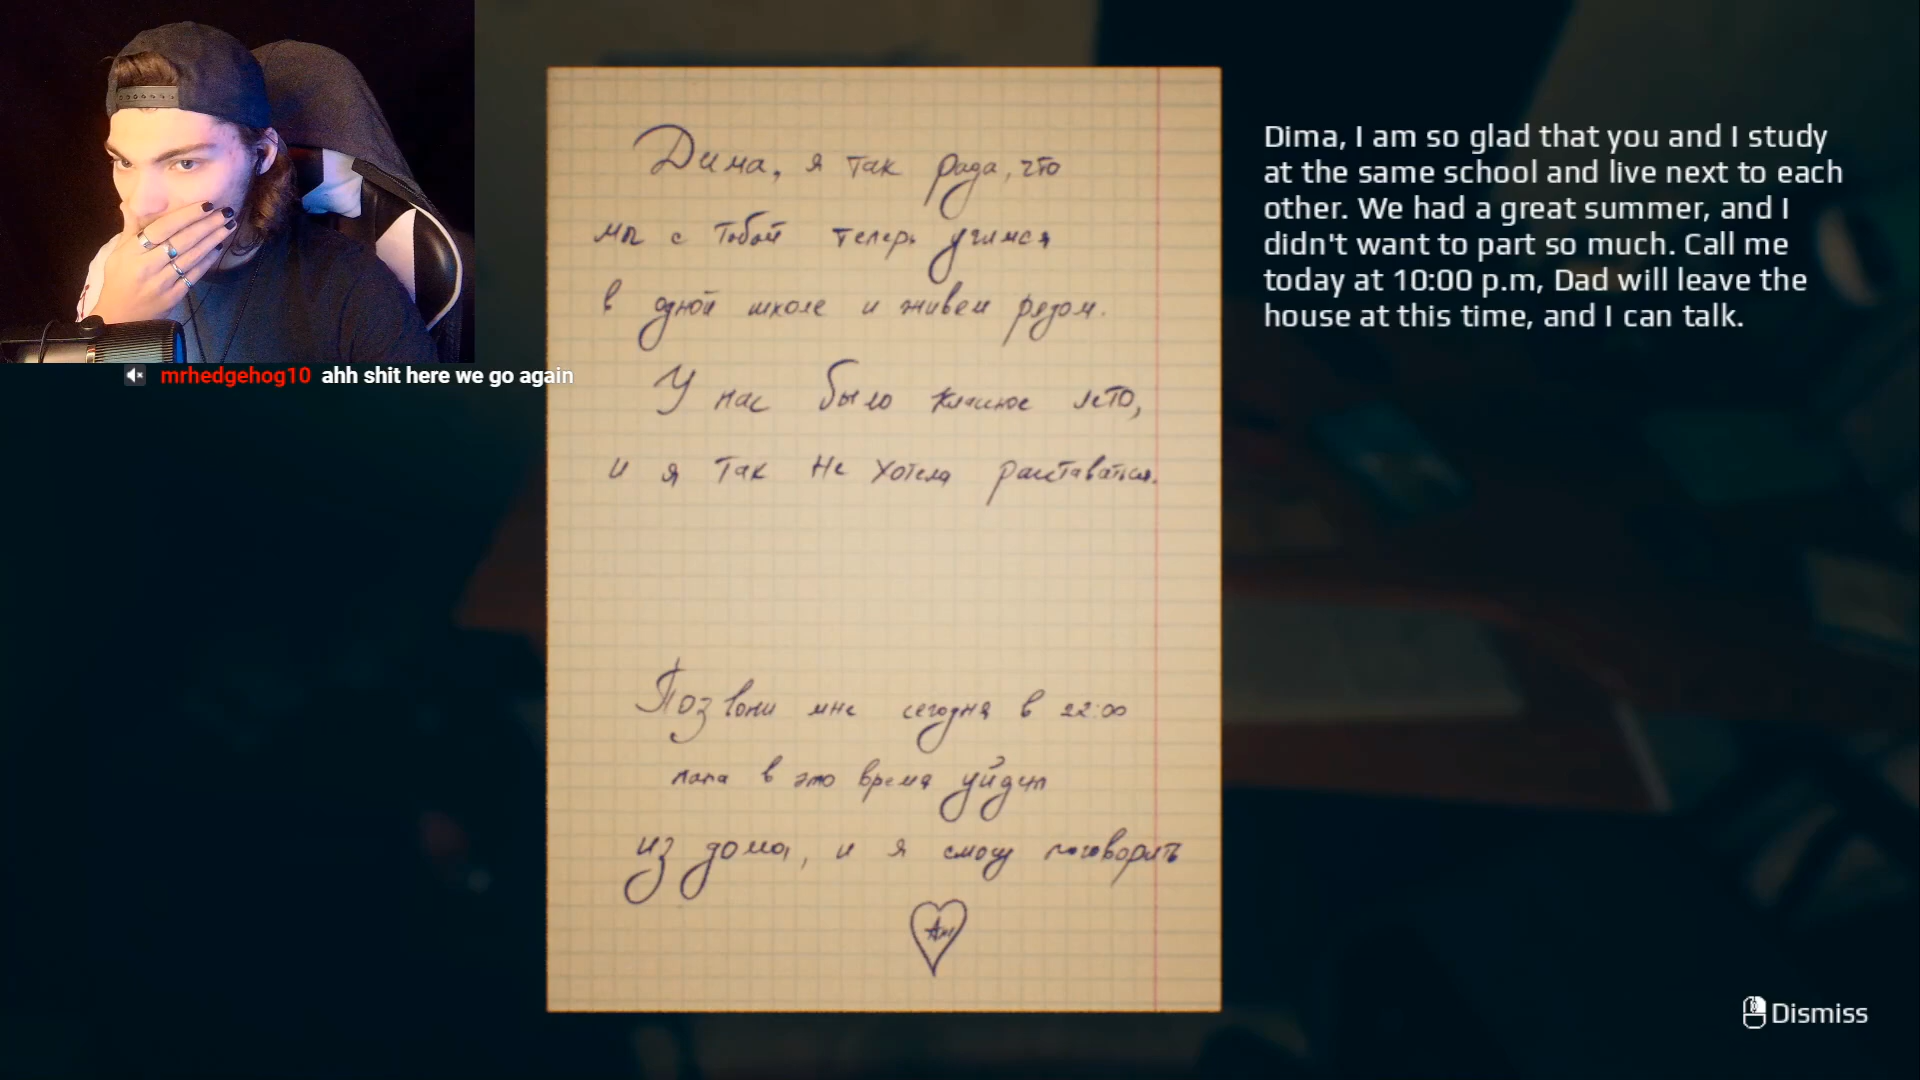 Дима, я так рада, что
мы с тобой теперь учимся
в одной школе и живем рядом.
У нас было классное лето,
и я так не хотела расставаться.
Позвони мне сегодня в 22:00
папа в это время уйдет
из дома, и я смогу поговорить
Аня
Dima, I am so glad that you and I study
at the same school and live next to each
other. We had a great summer, and I
didn't want to part so much. Call me
today at 10:00 p.m, Dad will leave the
house at this time, and I can talk.
mrhedgehog10 ahh shit here we go again
Dismiss